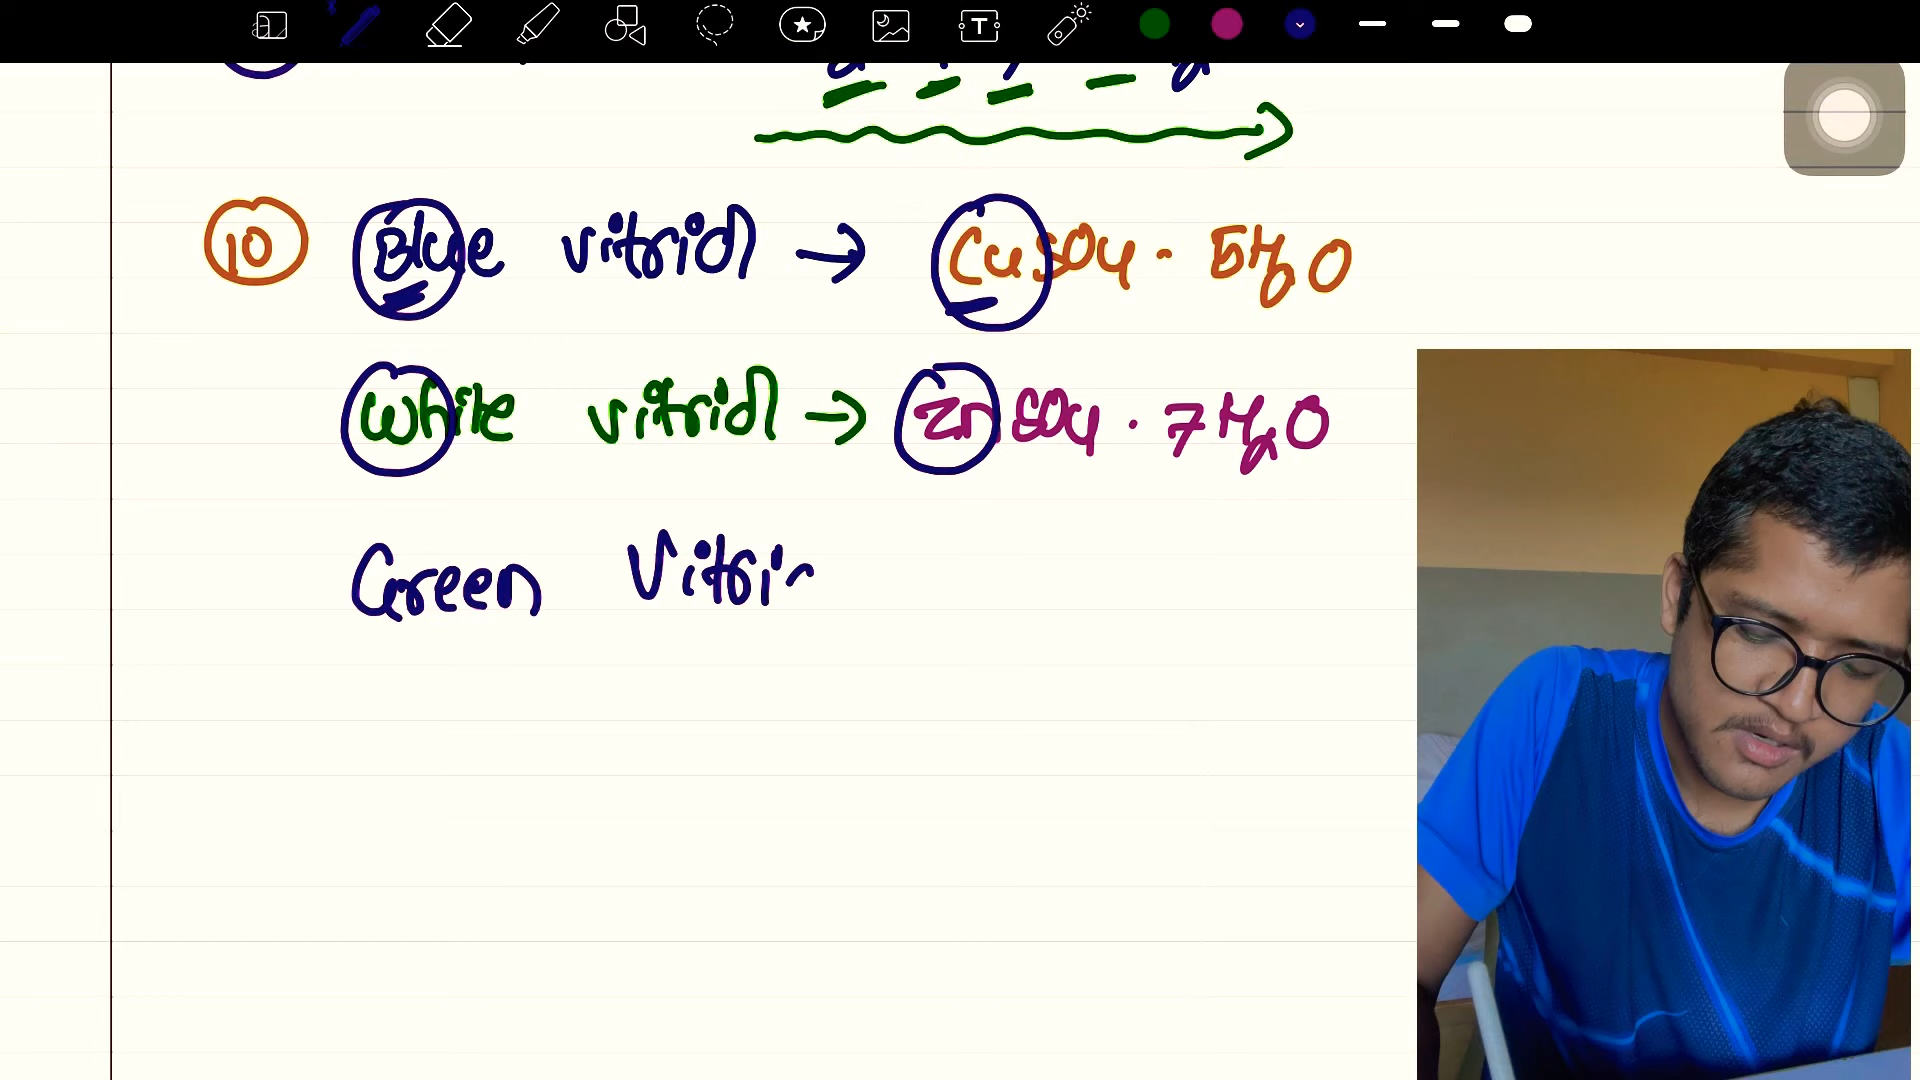 10 Blue vitriol → CuSO4 · 5H2O
White vitriol → ZnSO4 · 7H2O
Green Vitri